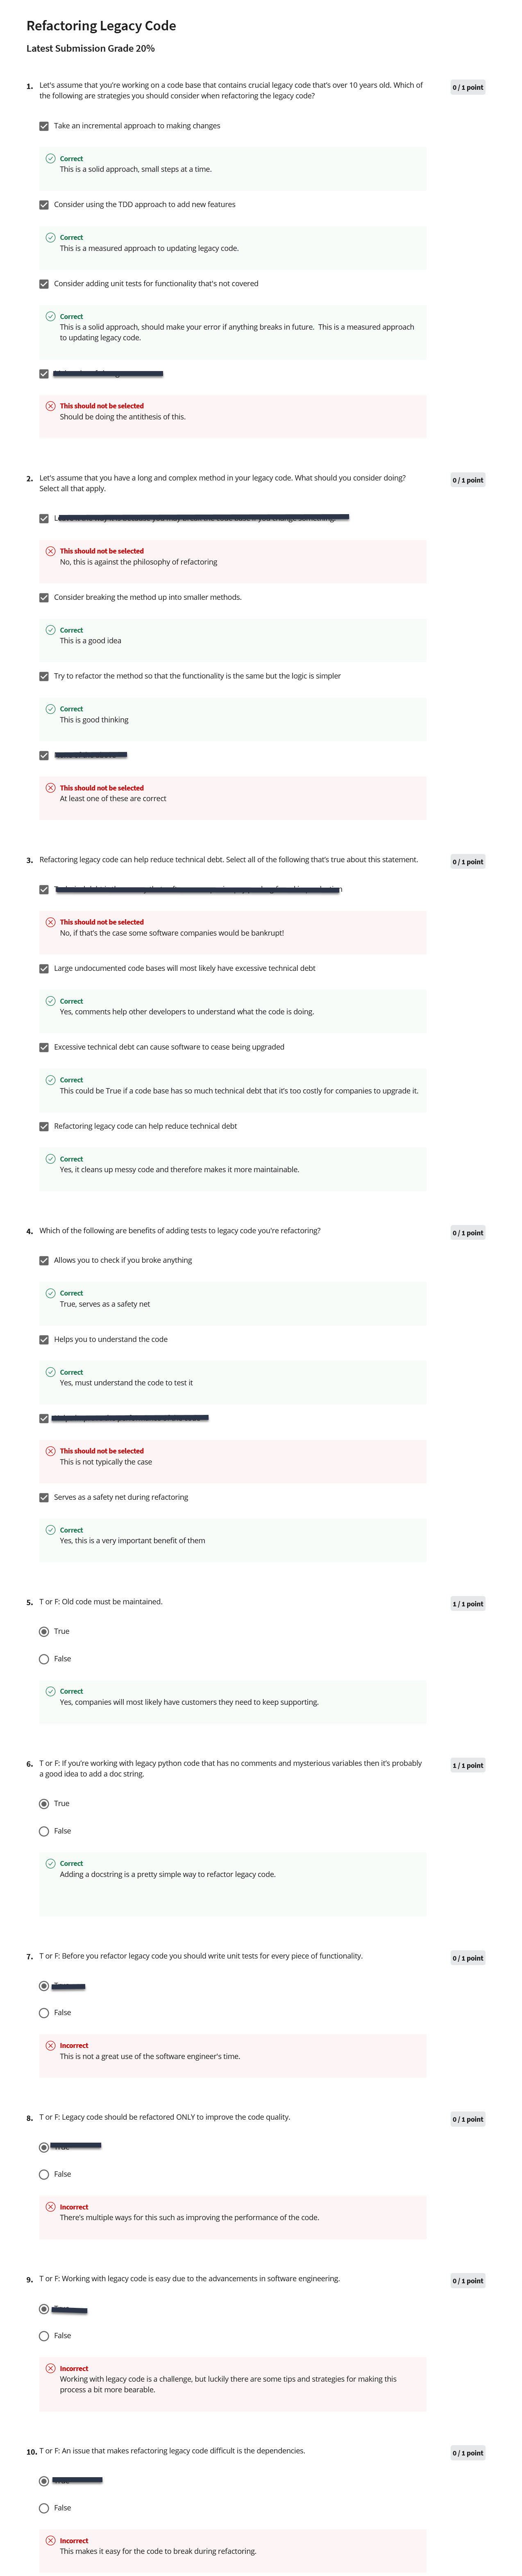 Refactoring Legacy Code
Latest Submission Grade 20%
1. Let's assume that you're working on a code base that contains crucial legacy code that's over 10 years old. Which of
the following are strategies you should consider when refactoring the legacy code?
0 / 1 point
Take an incremental approach to making changes
Correct
This is a solid approach, small steps at a time.
Consider using the TDD approach to add new features
Correct
This is a measured approach to updating legacy code.
Consider adding unit tests for functionality that's not covered
Correct
This is a solid approach, should make your error if anything breaks in future.  This is a measured approach
to updating legacy code.
This should not be selected
Should be doing the antithesis of this.
2. Let's assume that you have a long and complex method in your legacy code. What should you consider doing?
Select all that apply.
0 / 1 point
This should not be selected
No, this is against the philosophy of refactoring
Consider breaking the method up into smaller methods.
Correct
This is a good idea
Try to refactor the method so that the functionality is the same but the logic is simpler
Correct
This is good thinking
This should not be selected
At least one of these are correct
3. Refactoring legacy code can help reduce technical debt. Select all of the following that's true about this statement.
0 / 1 point
This should not be selected
No, if that's the case some software companies would be bankrupt!
Large undocumented code bases will most likely have excessive technical debt
Correct
Yes, comments help other developers to understand what the code is doing.
Excessive technical debt can cause software to cease being upgraded
Correct
This could be True if a code base has so much technical debt that it's too costly for companies to upgrade it.
Refactoring legacy code can help reduce technical debt
Correct
Yes, it cleans up messy code and therefore makes it more maintainable.
4. Which of the following are benefits of adding tests to legacy code you're refactoring?
0 / 1 point
Allows you to check if you broke anything
Correct
True, serves as a safety net
Helps you to understand the code
Correct
Yes, must understand the code to test it
This should not be selected
This is not typically the case
Serves as a safety net during refactoring
Correct
Yes, this is a very important benefit of them
5. T or F: Old code must be maintained.
1 / 1 point
True
False
Correct
Yes, companies will most likely have customers they need to keep supporting.
6. T or F: If you're working with legacy python code that has no comments and mysterious variables then it's probably
a good idea to add a doc string.
1 / 1 point
True
False
Correct
Adding a docstring is a pretty simple way to refactor legacy code.
7. T or F: Before you refactor legacy code you should write unit tests for every piece of functionality.
0 / 1 point
False
Incorrect
This is not a great use of the software engineer's time.
8. T or F: Legacy code should be refactored ONLY to improve the code quality.
0 / 1 point
False
Incorrect
There's multiple ways for this such as improving the performance of the code.
9. T or F: Working with legacy code is easy due to the advancements in software engineering.
0 / 1 point
False
Incorrect
Working with legacy code is a challenge, but luckily there are some tips and strategies for making this
process a bit more bearable.
10. T or F: An issue that makes refactoring legacy code difficult is the dependencies.
0 / 1 point
False
Incorrect
This makes it easy for the code to break during refactoring.